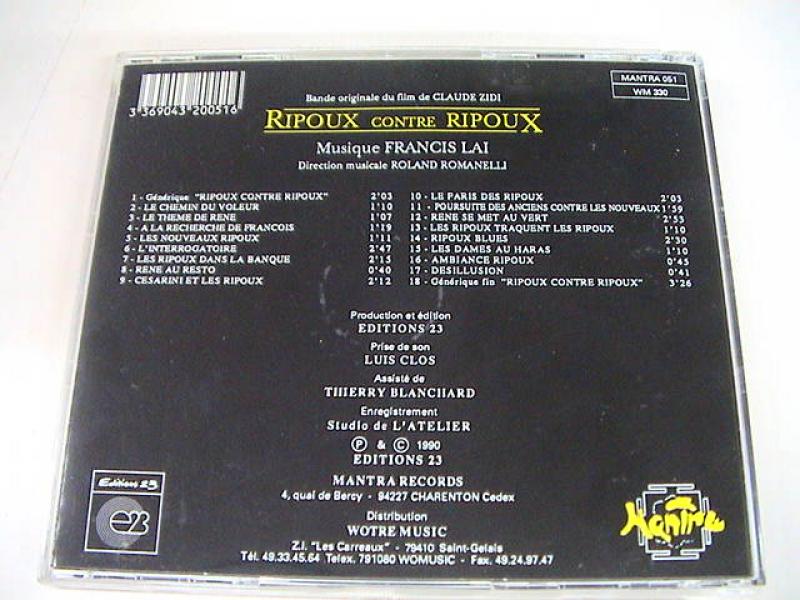 3 369043 200516
MANTRA 051
WM 330
Bande originale du film de CLAUDE ZIDI
RIPOUX CONTRE RIPOUX
Musique FRANCIS LAI
Direction musicale ROLAND ROMANELLI
1 - Générique "RIPOUX CONTRE RIPOUX" 2'03
2 - LE CHEMIN DU VOLEUR 1'10
3 - LE THEME DE RENE 1'07
4 - A LA RECHERCHE DE FRANCOIS 1'19
5 - LES NOUVEAUX RIPOUX 1'11
6 - L'INTERROGATOIRE 2'47
7 - LES RIPOUX DANS LA BANQUE 2'15
8 - RENE AU RESTO 0'40
9 - CESARINI ET LES RIPOUX 2'12
10 - LE PARIS DES RIPOUX 2'03
11 - POURSUITE DES ANCIENS CONTRE LES NOUVEAUX 1'59
12 - RENE SE MET AU VERT 2'55
13 - LES RIPOUX TRAQUENT LES RIPOUX 1'10
14 - RIPOUX BLUES 2'30
15 - LES DAMES AU HARAS 1'10
16 - AMBIANCE RIPOUX 0'45
17 - DESILLUSION 0'41
18 - Générique fin "RIPOUX CONTRE RIPOUX" 3'26
Production et édition
EDITIONS 23
Prise de son
LUIS CLOS
Assisté de
THIERRY BLANCHARD
Enregistrement
Studio de L'ATELIER
Ⓟ & © 1990
EDITIONS 23
MANTRA RECORDS
4, quai de Bercy - 94227 CHARENTON Cedex
Distribution
WOTRE MUSIC
Z.I. "Les Carreaux" - 79410 Saint-Gelais
Tél. 49.33.45.64 Telex. 791080 WOMUSIC - Fax. 49.24.97.47
Editions 23
e23
Mantra